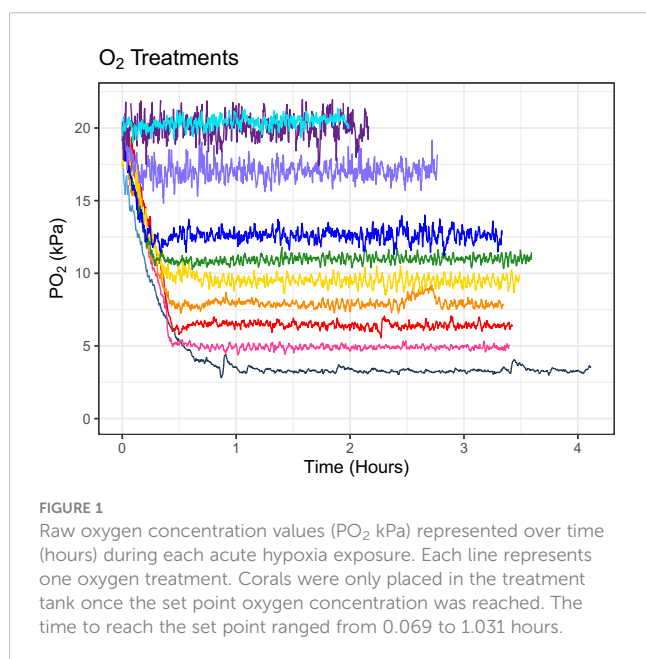 O₂ Treatments
20
15
10
5
0
PO₂ (kPa)
0 1 2 3 4
Time (Hours)
FIGURE 1
Raw oxygen concentration values (PO₂ kPa) represented over time
(hours) during each acute hypoxia exposure. Each line represents
one oxygen treatment. Corals were only placed in the treatment
tank once the set point oxygen concentration was reached. The
time to reach the set point ranged from 0.069 to 1.031 hours.